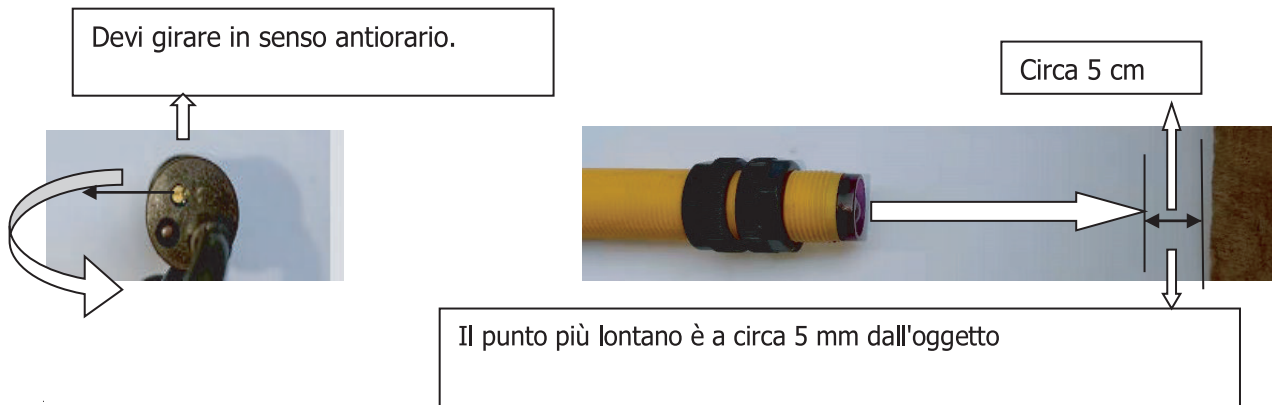 Devi girare in senso antiorario.
Circa 5 cm
Il punto più lontano è a circa 5 mm dall'oggetto